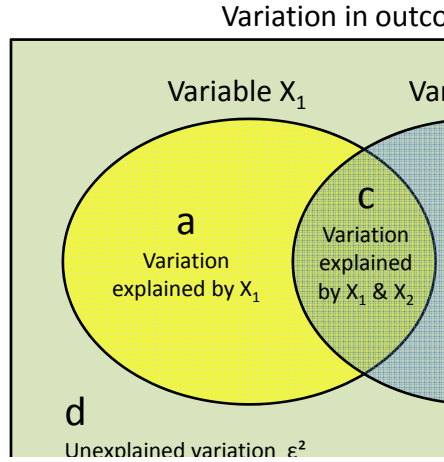 Variation in outco
Variable X₁
Var
a
Variation
explained by X₁
c
Variation
explained
by X₁ & X₂
d
Unexplained variation ε²